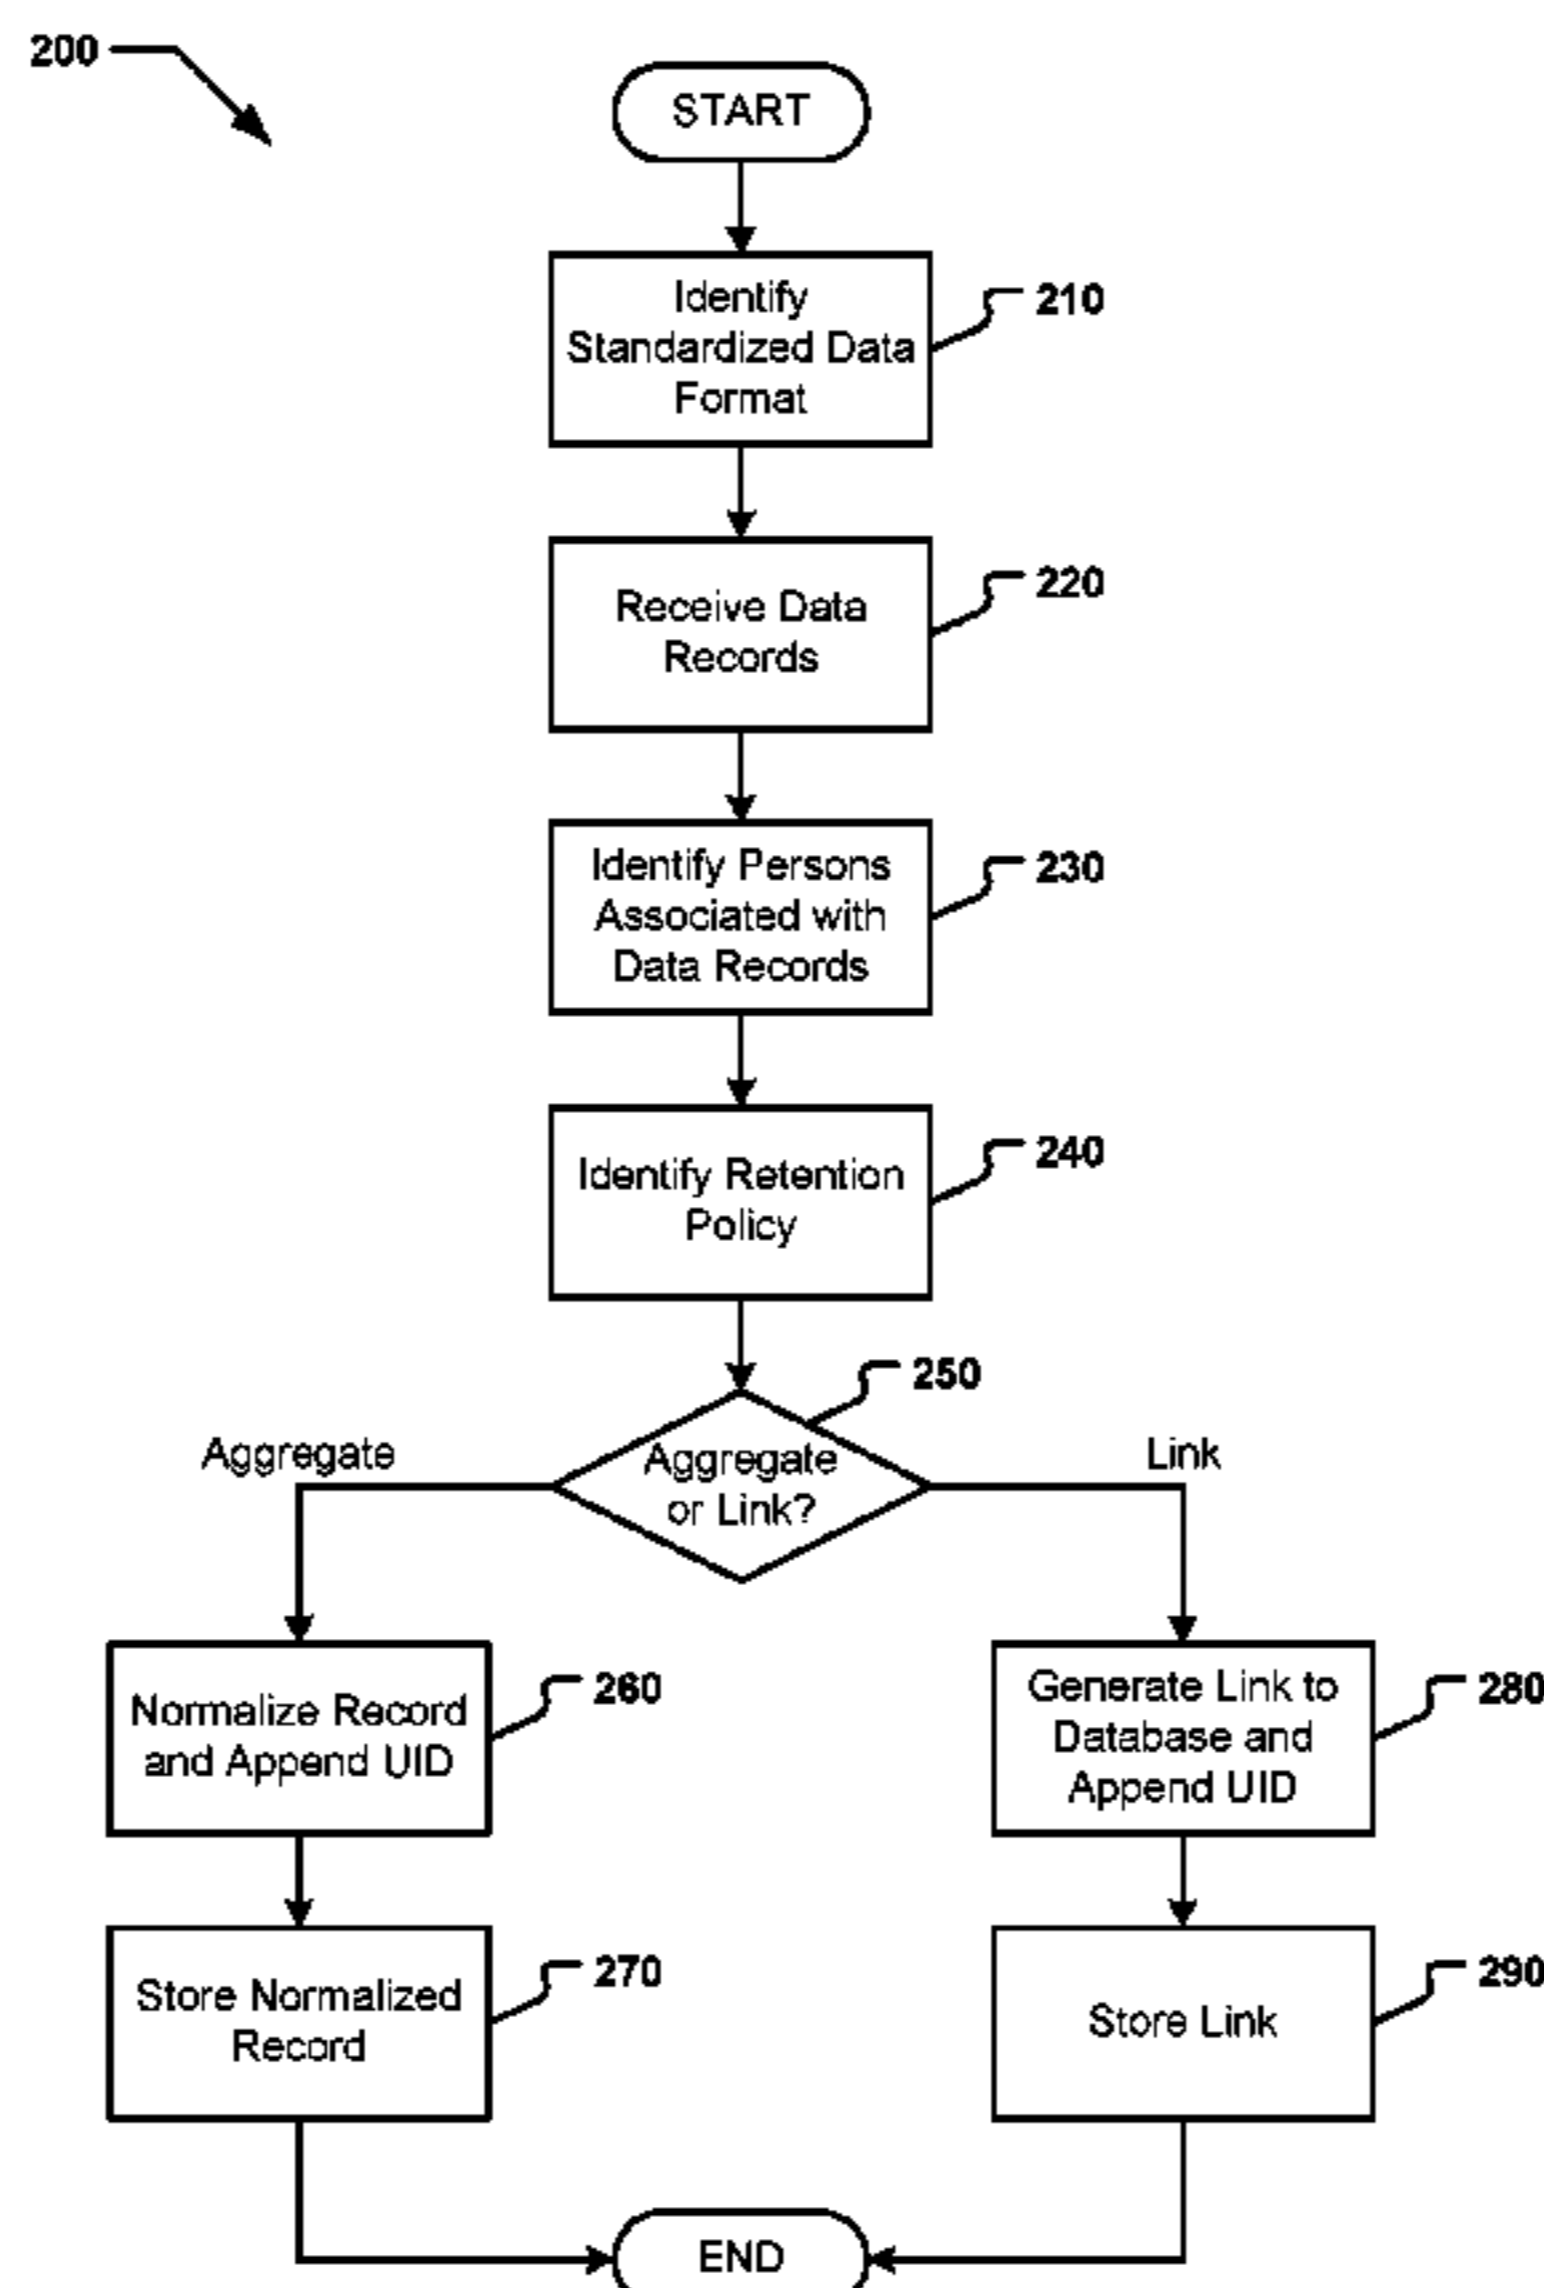 200
START
Identify
Standardized Data
Format
210
Receive Data
Records
220
Identify Persons
Associated with
Data Records
230
Identify Retention
Policy
240
250
Aggregate
or Link?
Aggregate
Link
Normalize Record
and Append UID
260
Generate Link to
Database and
Append UID
280
Store Normalized
Record
270
Store Link
290
END